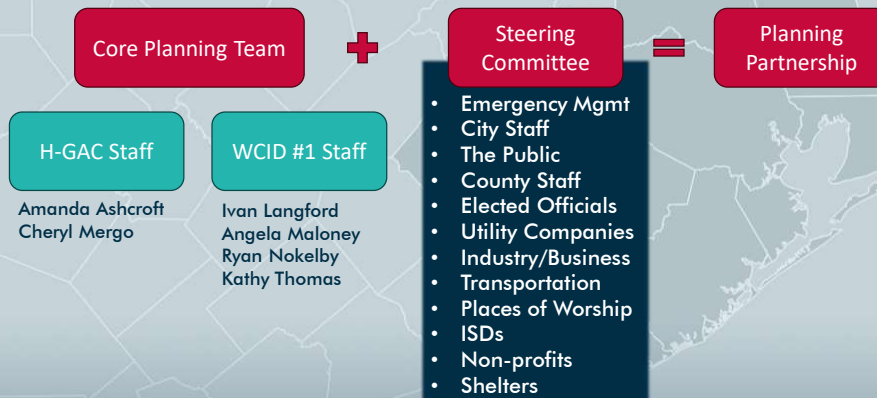 Core Planning Team
+
Steering
Committee
=
Planning
Partnership
H-GAC Staff
Amanda Ashcroft
Cheryl Mergo
WCID #1 Staff
Ivan Langford
Angela Maloney
Ryan Nokelby
Kathy Thomas
• Emergency Mgmt
• City Staff
• The Public
• County Staff
• Elected Officials
• Utility Companies
• Industry/Business
• Transportation
• Places of Worship
• ISDs
• Non-profits
• Shelters